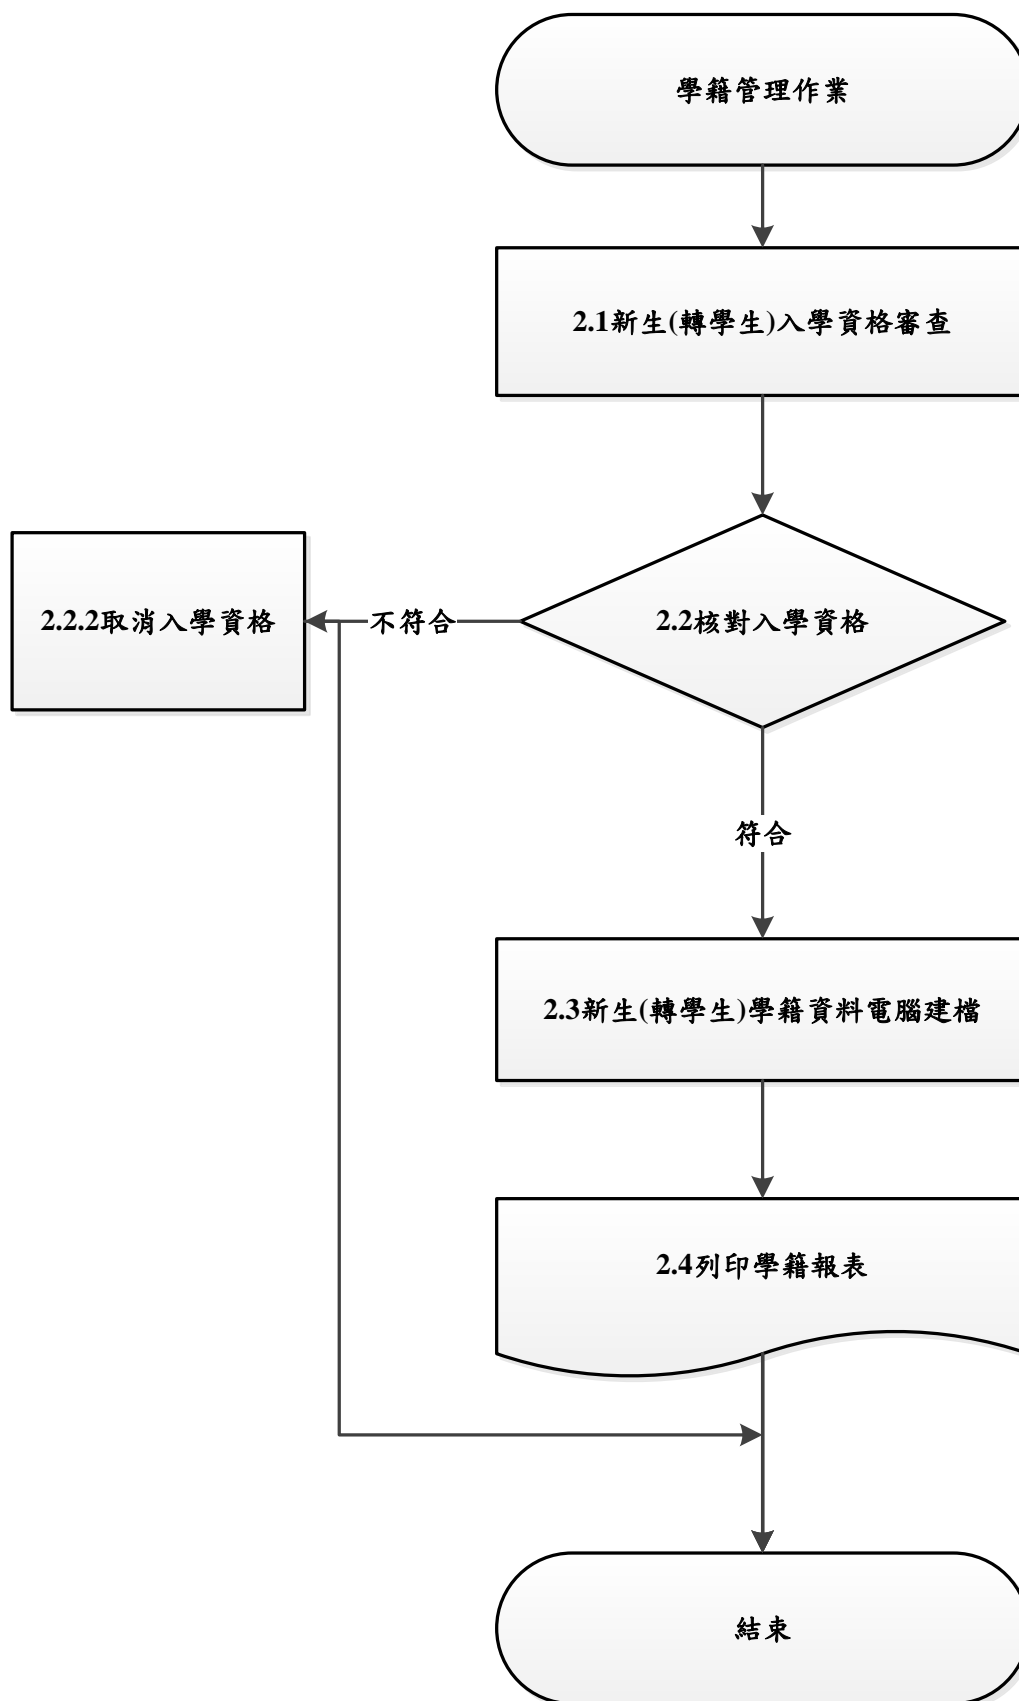 學籍管理作業
2.1新生(轉學生)入學資格審查
2.2.2取消入學資格
不符合
2.2核對入學資格
符合
2.3新生(轉學生)學籍資料電腦建檔
2.4列印學籍報表
結束